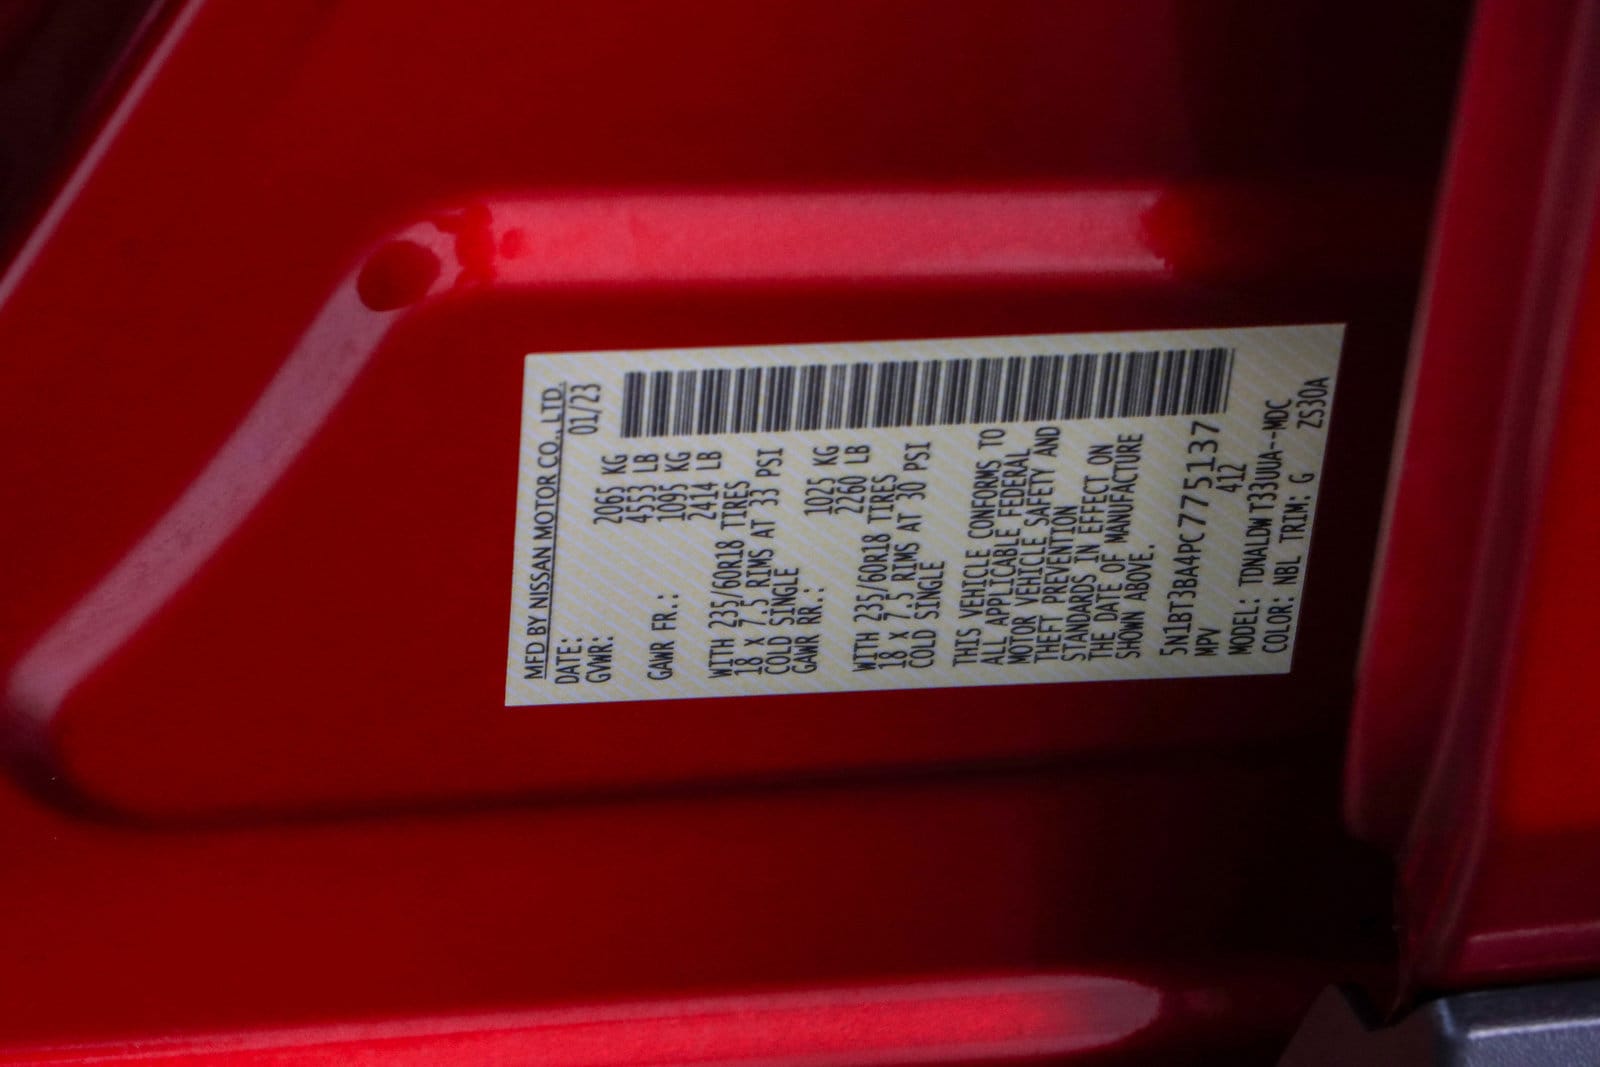 MFD BY NISSAN MOTOR CO., LTD.
DATE: 01/23
GVWR: 2065 KG
4553 LB
GAWR FR.: 1095 KG
2414 LB
WITH 235/60R18 TIRES
18 X 7.5 RIMS AT 33 PSI
COLD SINGLE
GAWR RR.: 1025 KG
2260 LB
WITH 235/60R18 TIRES
18 X 7.5 RIMS AT 30 PSI
COLD SINGLE
THIS VEHICLE CONFORMS TO
ALL APPLICABLE FEDERAL
MOTOR VEHICLE SAFETY AND
THEFT PREVENTION
STANDARDS IN EFFECT ON
THE DATE OF MANUFACTURE
SHOWN ABOVE.
5N1BT3BA4PC775137
MPV 412
MODEL: TDNALDWT33UUA--MDC
COLOR: NBL TRIM: G ZS30A